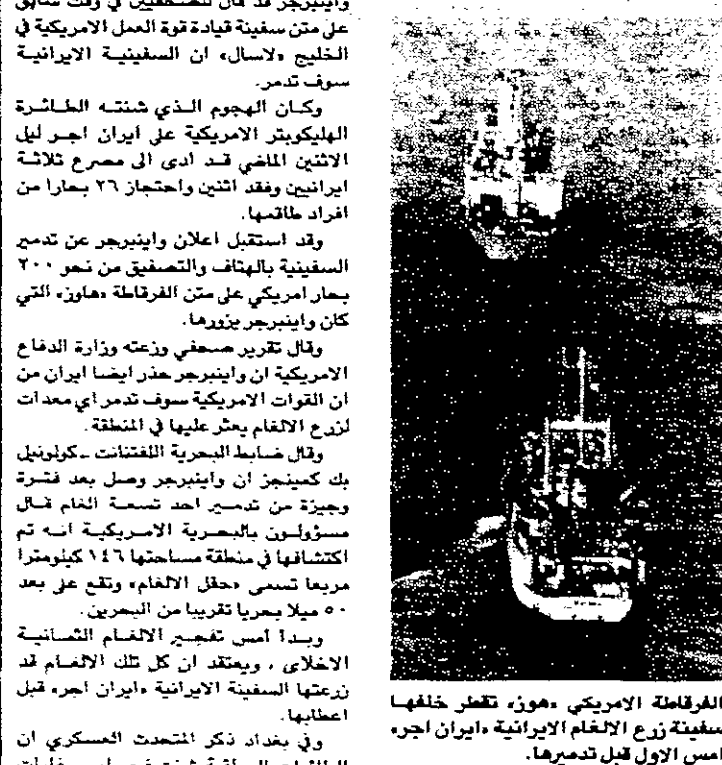 واينبرجر قد قال للصحفيين في وقت سابق
على متن سفينة قيادة قوة العمل الامريكية في
الخليج «لاسال» ان السفينية الايرانية
سوف تدمر.
وكان الهجوم الذي شنته الطائرة
الهليكوبتر الامريكية على ايران اجر ليل
الاثنين الماضي قد ادى الى مصرع ثلاثة
ايرانيين وفقد اثنين واحتجاز ٢٦ بحارا من
افراد طاقمها.
وقد استقبل اعلان واينبرجر عن تدمير
السفينية بالهتاف والتصفيق من نحو ٢٠٠
بحار امريكي على متن الفرقاطة «هاوز» التي
كان واينبرجر يزورها.
وقال تقرير صحفي وزعته وزارة الدفاع
الامريكية ان واينبرجر حذر ايضا ايران من
ان القوات الامريكية سوف تدمر اي معدات
لزرع الالغام يعثر عليها في المنطقة.
وقال ضابط البحرية اللفتنانت - كولونيل
بك كمينجز ان واينبرجر وصل بعد فترة
وجيزة من تدمير احد تسعة الغام قال
مسؤولون بالبحرية الامريكية انه تم
اكتشافها في منطقة مساحتها ١٤٦ كيلومترا
مربعا تسمى «حقل الالغام» وتقع على بعد
٥٠ ميلا بحريا تقريبا من البحرين.
وبدا امس تفجير الالغام الثمانية
الاخلاى ، ويعتقد ان كل تلك الالغام قد
زرعتها السفينة الايرانية «ايران اجر» قبل
اعطابها.
وفي بغداد ذكر المتحدث العسكري ان
الفرقاطة الامريكي «هوز» تقطر خلفها
سفينة زرع الالغام الايرانية «ايران اجر»
امس الاول قبل تدميرها.